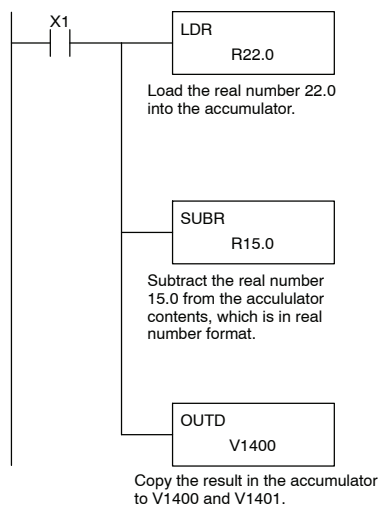 X1
LDR
R22.0
Load the real number 22.0
into the accumulator.
SUBR
R15.0
Subtract the real number
15.0 from the accululator
contents, which is in real
number format.
OUTD
V1400
Copy the result in the accumulator
to V1400 and V1401.